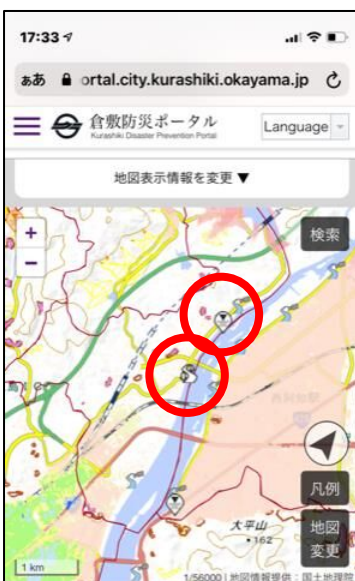 17:33
ああ ortal.city.kurashiki.okayama.jp
倉敷防災ポータル
Kurashiki Disaster Prevention Portal
Language
地図表示情報を変更 ▼
+
検索
−
凡例
大平山
•162
地図
変更
1 km
1/56000 | 地図情報提供：国土地理院